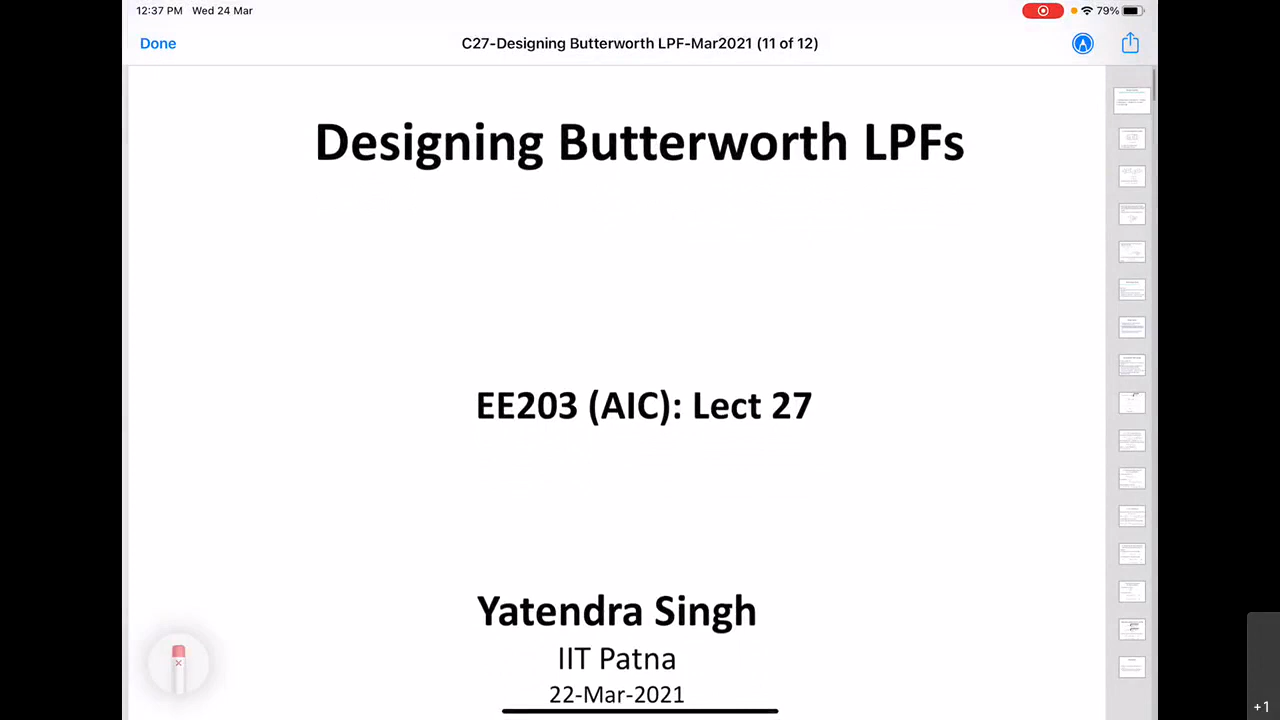 12:37 PM Wed 24 Mar
79%
Done
C27-Designing Butterworth LPF-Mar2021 (11 of 12)
Designing Butterworth LPFs
EE203 (AIC): Lect 27
Yatendra Singh
IIT Patna
22-Mar-2021
+1